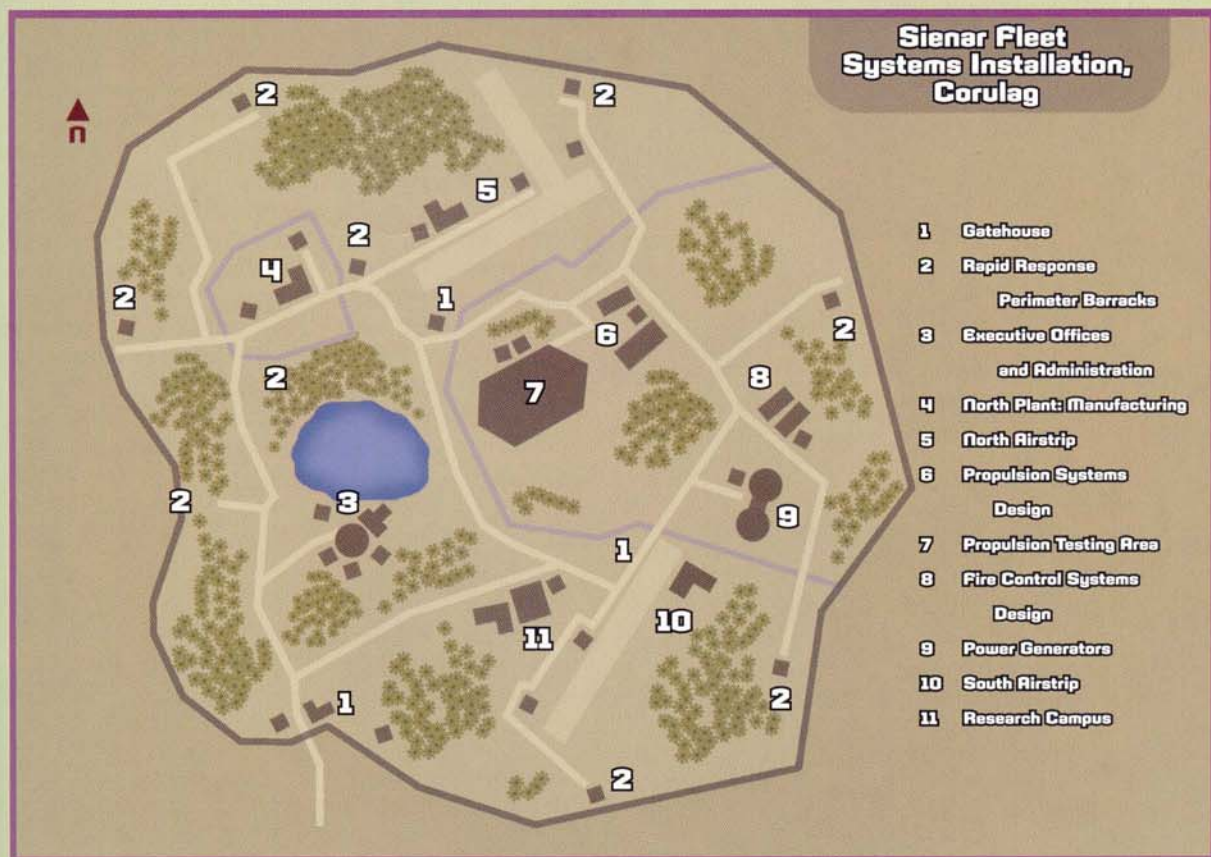 Sienar Fleet
Systems Installation,
Corulag
n
2
2
5
2
4
2
1
2
6
8
2
7
2
3
9
1
10
11
1
2
2
1 Gatehouse
2 Rapid Response
Perimeter Barracks
3 Executive Offices
and Administration
4 North Plant: Manufacturing
5 North Airstrip
6 Propulsion Systems
Design
7 Propulsion Testing Area
8 Fire Control Systems
Design
9 Power Generators
10 South Airstrip
11 Research Campus